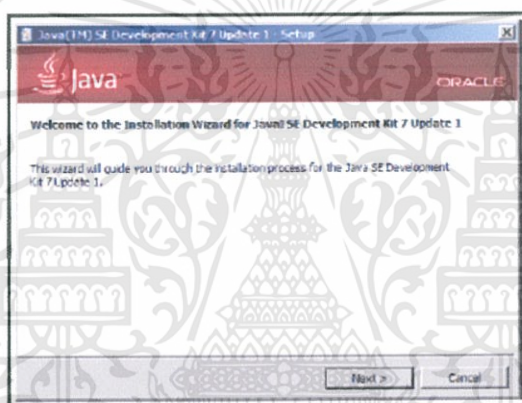 Java(TM) SE Development Kit 7 Update 1 - Setup
Java
ORACLE
Welcome to the Installation Wizard for Java SE Development Kit 7 Update 1
This wizard will guide you through the installation process for the Java SE Development
Kit 7 Update 1.
Next >
Cancel